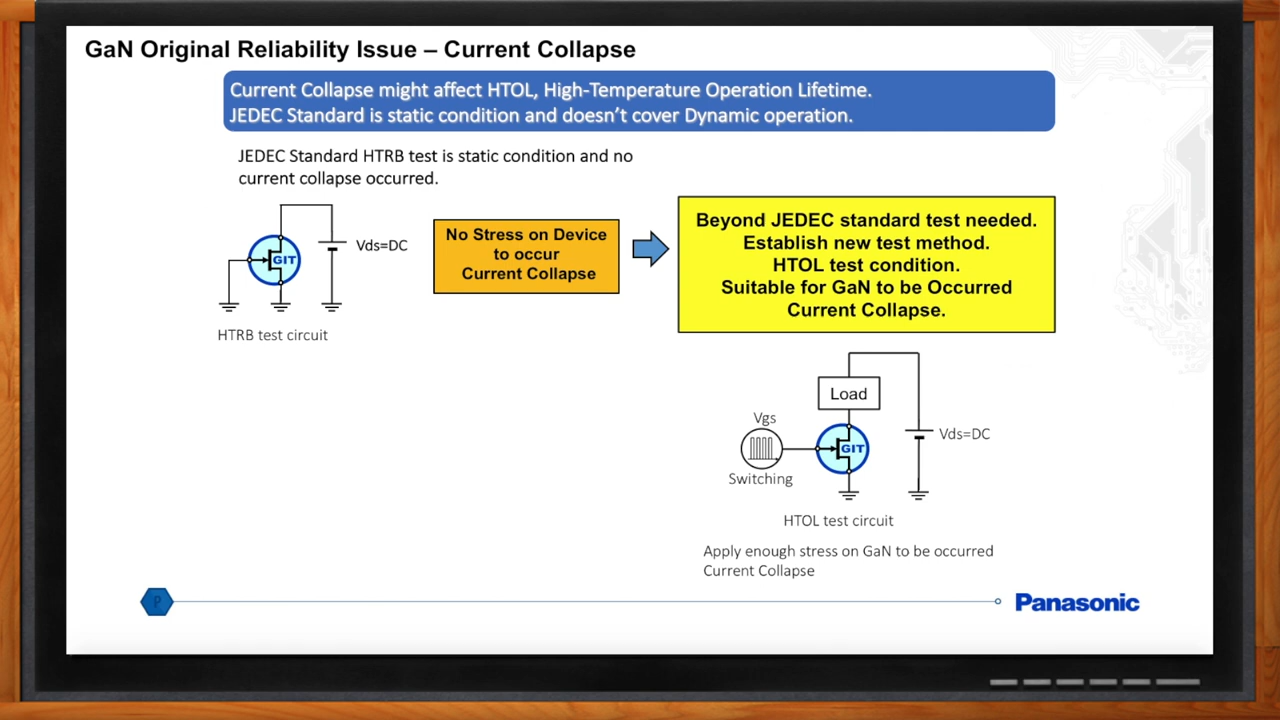 GaN Original Reliability Issue – Current Collapse
Current Collapse might affect HTOL, High-Temperature Operation Lifetime.
JEDEC Standard is static condition and doesn't cover Dynamic operation.
JEDEC Standard HTRB test is static condition and no
current collapse occurred.
GIT
Vds=DC
HTRB test circuit
No Stress on Device
to occur
Current Collapse
Beyond JEDEC standard test needed.
Establish new test method.
HTOL test condition.
Suitable for GaN to be Occurred
Current Collapse.
Load
Vgs
GIT
Vds=DC
Switching
HTOL test circuit
Apply enough stress on GaN to be occurred
Current Collapse
P
Panasonic